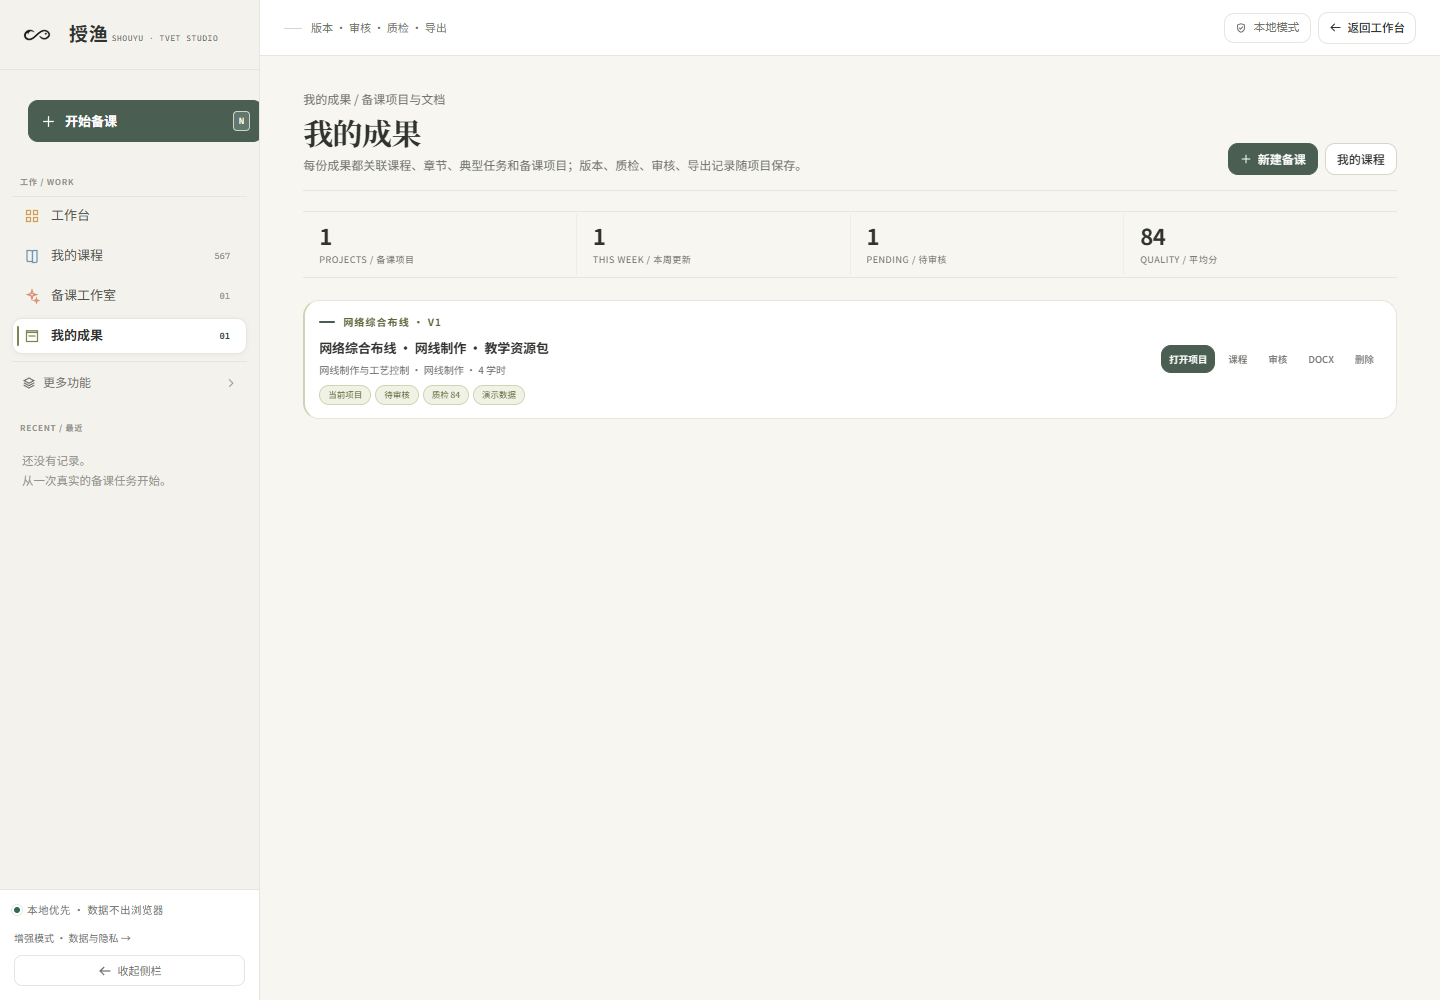 授渔 SHOUYU · TVET STUDIO
开始备课 N
工作 / WORK
工作台
我的课程 567
备课工作室 01
我的成果 01
更多功能
RECENT / 最近
还没有记录。
从一次真实的备课任务开始。
本地优先 · 数据不出浏览器
增强模式 · 数据与隐私 →
收起侧栏
版本 · 审核 · 质检 · 导出
本地模式
返回工作台
我的成果 / 备课项目与文档
我的成果
每份成果都关联课程、章节、典型任务和备课项目；版本、质检、审核、导出记录随项目保存。
新建备课
我的课程
1
PROJECTS / 备课项目
1
THIS WEEK / 本周更新
1
PENDING / 待审核
84
QUALITY / 平均分
网络综合布线 · V1
网络综合布线 · 网线制作 · 教学资源包
网线制作与工艺控制 · 网线制作 · 4 学时
当前项目 待审核 质检 84 演示数据
打开项目 课程 审核 DOCX 删除